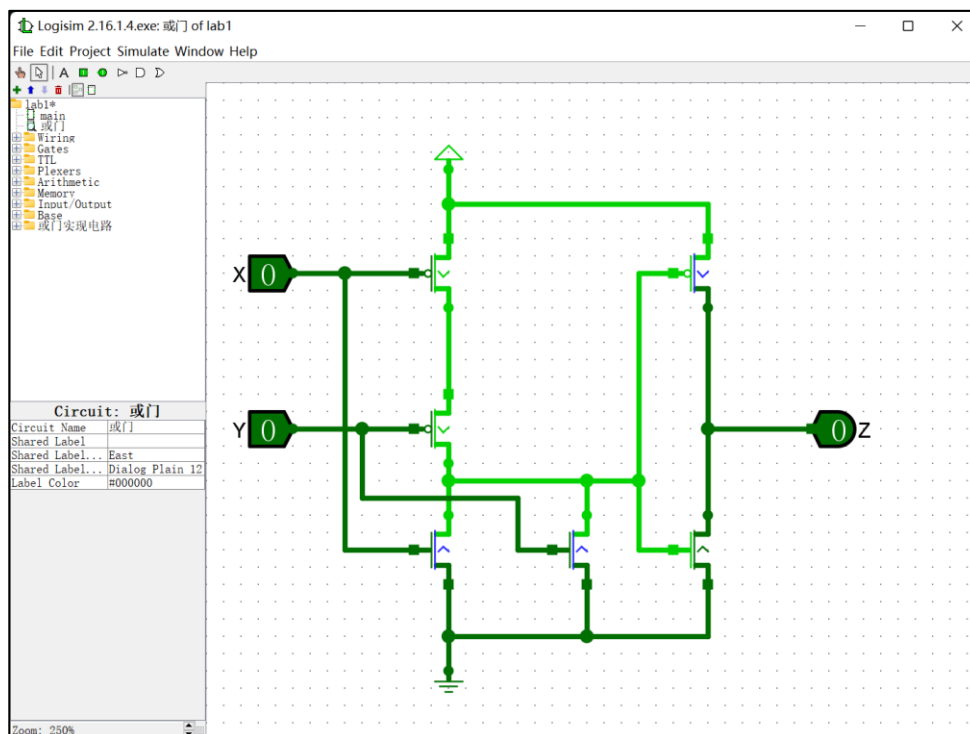 Logisim 2.16.1.4.exe: 或门 of lab1
File Edit Project Simulate Window Help
A
lab1*
main
或门
Wiring
Gates
TTL
Plexers
Arithmetic
Memory
Input/Output
Base
或门实现电路
X 0
Y 0
0 Z
Circuit: 或门
Circuit Name 或门
Shared Label
Shared Label... East
Shared Label... Dialog Plain 12
Label Color #000000
Zoom: 250%